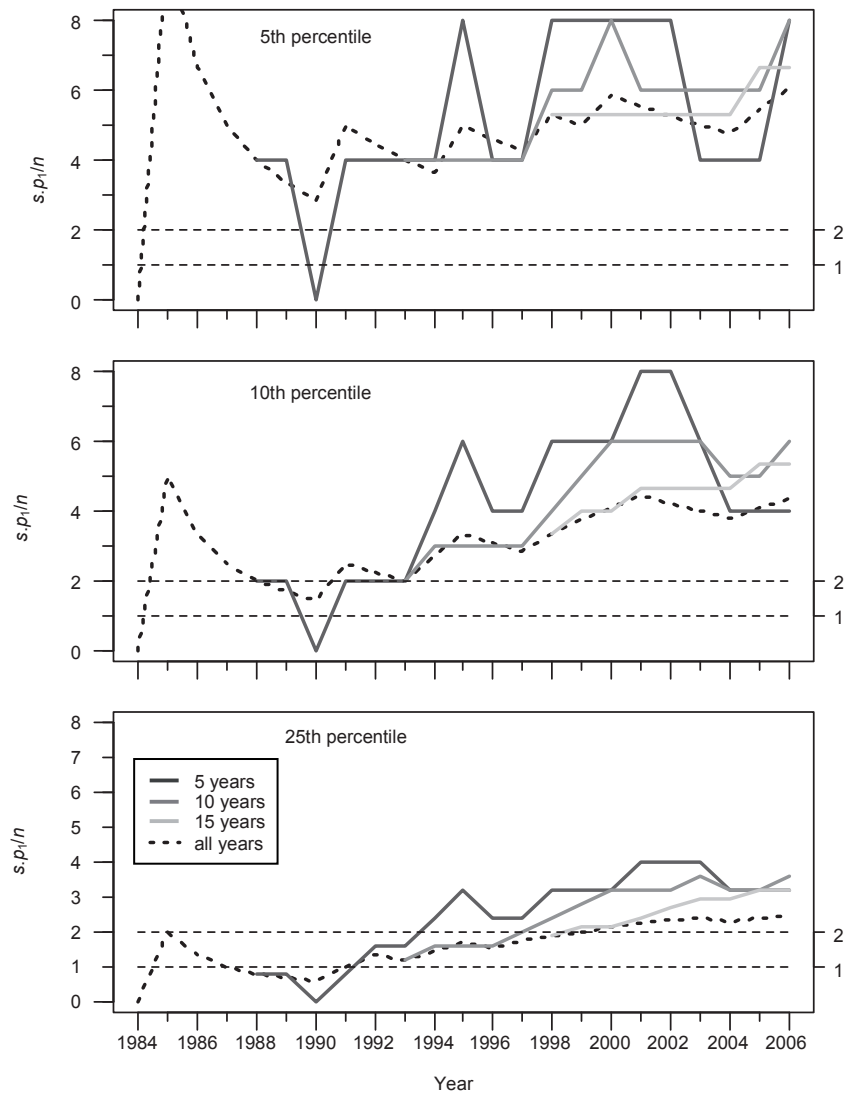 5th percentile
8
6
4
2
0
s.p₁/n
2
1
10th percentile
8
6
4
2
0
s.p₁/n
2
1
25th percentile
8
7
6
5
4
3
2
1
0
s.p₁/n
5 years
10 years
15 years
all years
2
1
1984 1986 1988 1990 1992 1994 1996 1998 2000 2002 2004 2006
Year